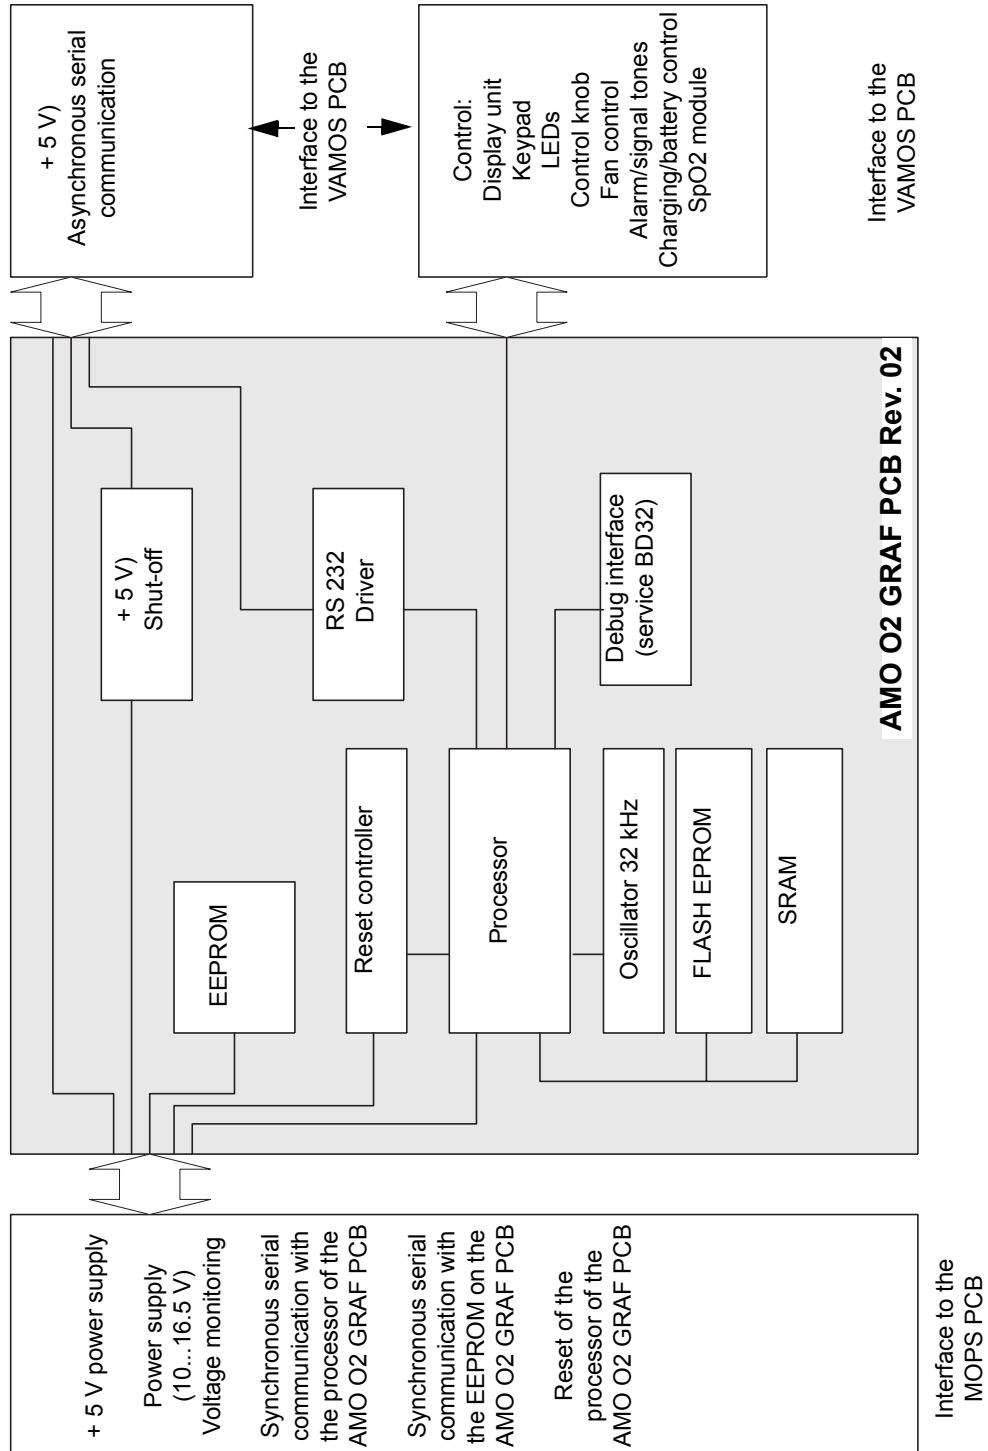 + 5 V power supply
Power supply
(10...16.5 V)
Voltage monitoring
Synchronous serial
communication with
the processor of the
AMO O2 GRAF PCB
Synchronous serial
communication with
the EEPROM on the
AMO O2 GRAF PCB
Reset of the
processor of the
AMO O2 GRAF PCB
Interface to the
MOPS PCB
+ 5 V)
Shut-off
EEPROM
RS 232
Driver
Reset controller
Processor
Debug interface
(service BD32)
Oscillator 32 kHz
FLASH EPROM
SRAM
AMO O2 GRAF PCB Rev. 02
+ 5 V)
Asynchronous serial
communication
Interface to the
VAMOS PCB
Control:
Display unit
Keypad
LEDs
Control knob
Fan control
Alarm/signal tones
Charging/battery control
SpO2 module
Interface to the
VAMOS PCB